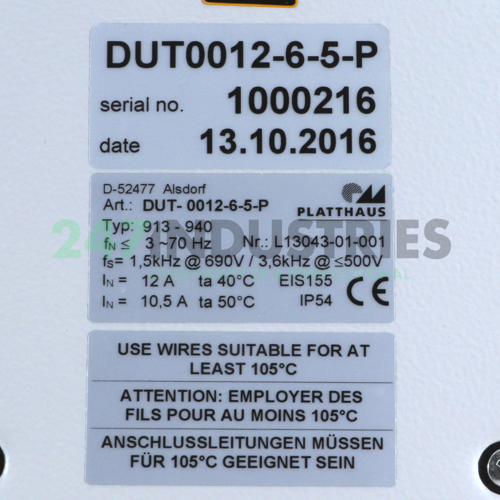 DUT0012-6-5-P
serial no. 1000216
date 13.10.2016
D-52477 Alsdorf
Art.: DUT- 0012-6-5-P
PLATTHAUS
Typ: 913 - 940
fN ≤ 3 ~70 Hz Nr.: L13043-01-001
fS= 1,5kHz @ 690V / 3,6kHz @ ≤500V
IN = 12 A ta 40°C EIS155
IN = 10,5 A ta 50°C IP54 CE
247 INDUSTRIES
USE WIRES SUITABLE FOR AT
LEAST 105°C
ATTENTION: EMPLOYER DES
FILS POUR AU MOINS 105°C
ANSCHLUSSLEITUNGEN MÜSSEN
FÜR 105°C GEEIGNET SEIN